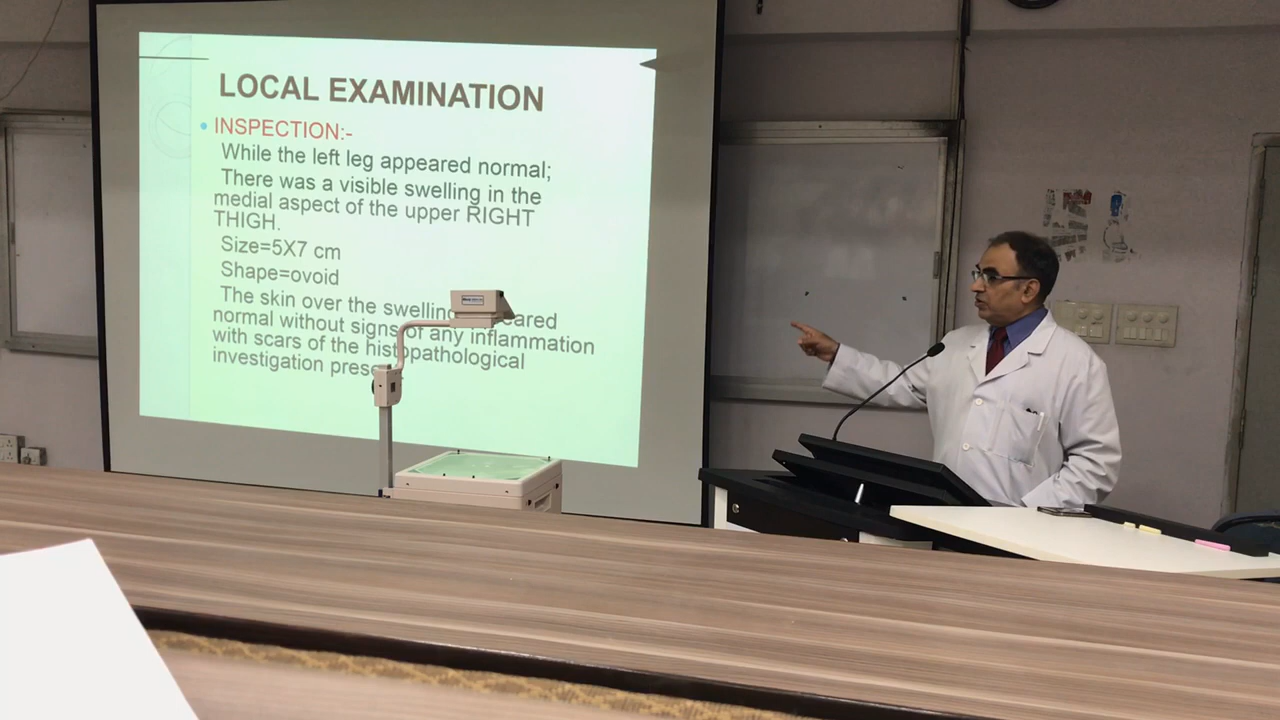 LOCAL EXAMINATION
INSPECTION:-
While the left leg appeared normal;
There was a visible swelling in the
medial aspect of the upper RIGHT
THIGH.
Size=5X7 cm
Shape=ovoid
The skin over the swelling
normal without signs of any inflammation
with scars of the histopathological
investigation